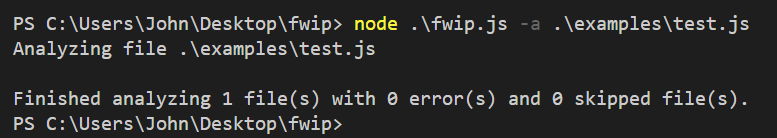 PS C:\Users\John\Desktop\fwip> node .\fwip.js -a .\examples\test.js
Analyzing file .\examples\test.js
Finished analyzing 1 file(s) with 0 error(s) and 0 skipped file(s).
PS C:\Users\John\Desktop\fwip>